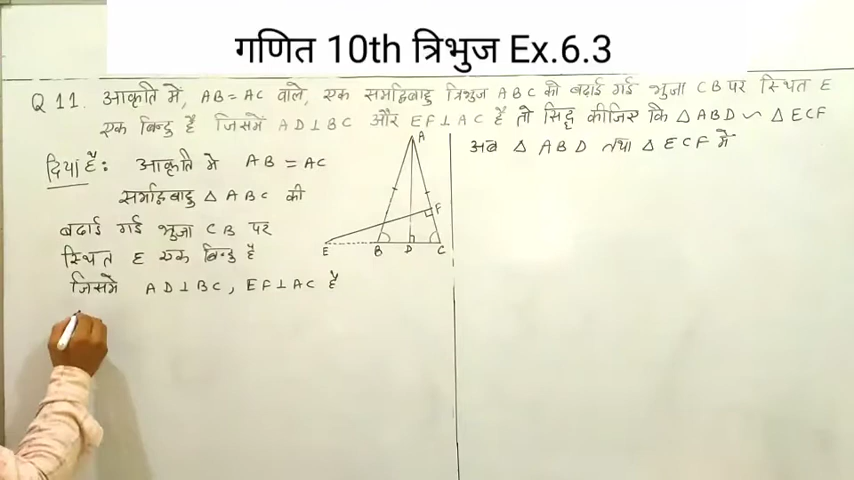 गणित 10th त्रिभुज Ex.6.3
Q 11. आकृति में, AB = AC वाले, एक समद्विबाहु त्रिभुज ABC की बढ़ाई गई भुजा CB पर स्थित E
एक बिन्दु है जिसमें AD ⊥ BC और EF ⊥ AC है तो सिद्ध कीजिए कि △ ABD ∽ △ ECF
दिया है: आकृति में AB = AC
समद्विबाहु △ ABC की
बढाई गई भुजा CB पर
स्थित E एक बिन्दु है
जिसमें AD ⊥ BC, EF ⊥ AC है
A
F
E B D C
अब △ ABD तथा △ ECF में